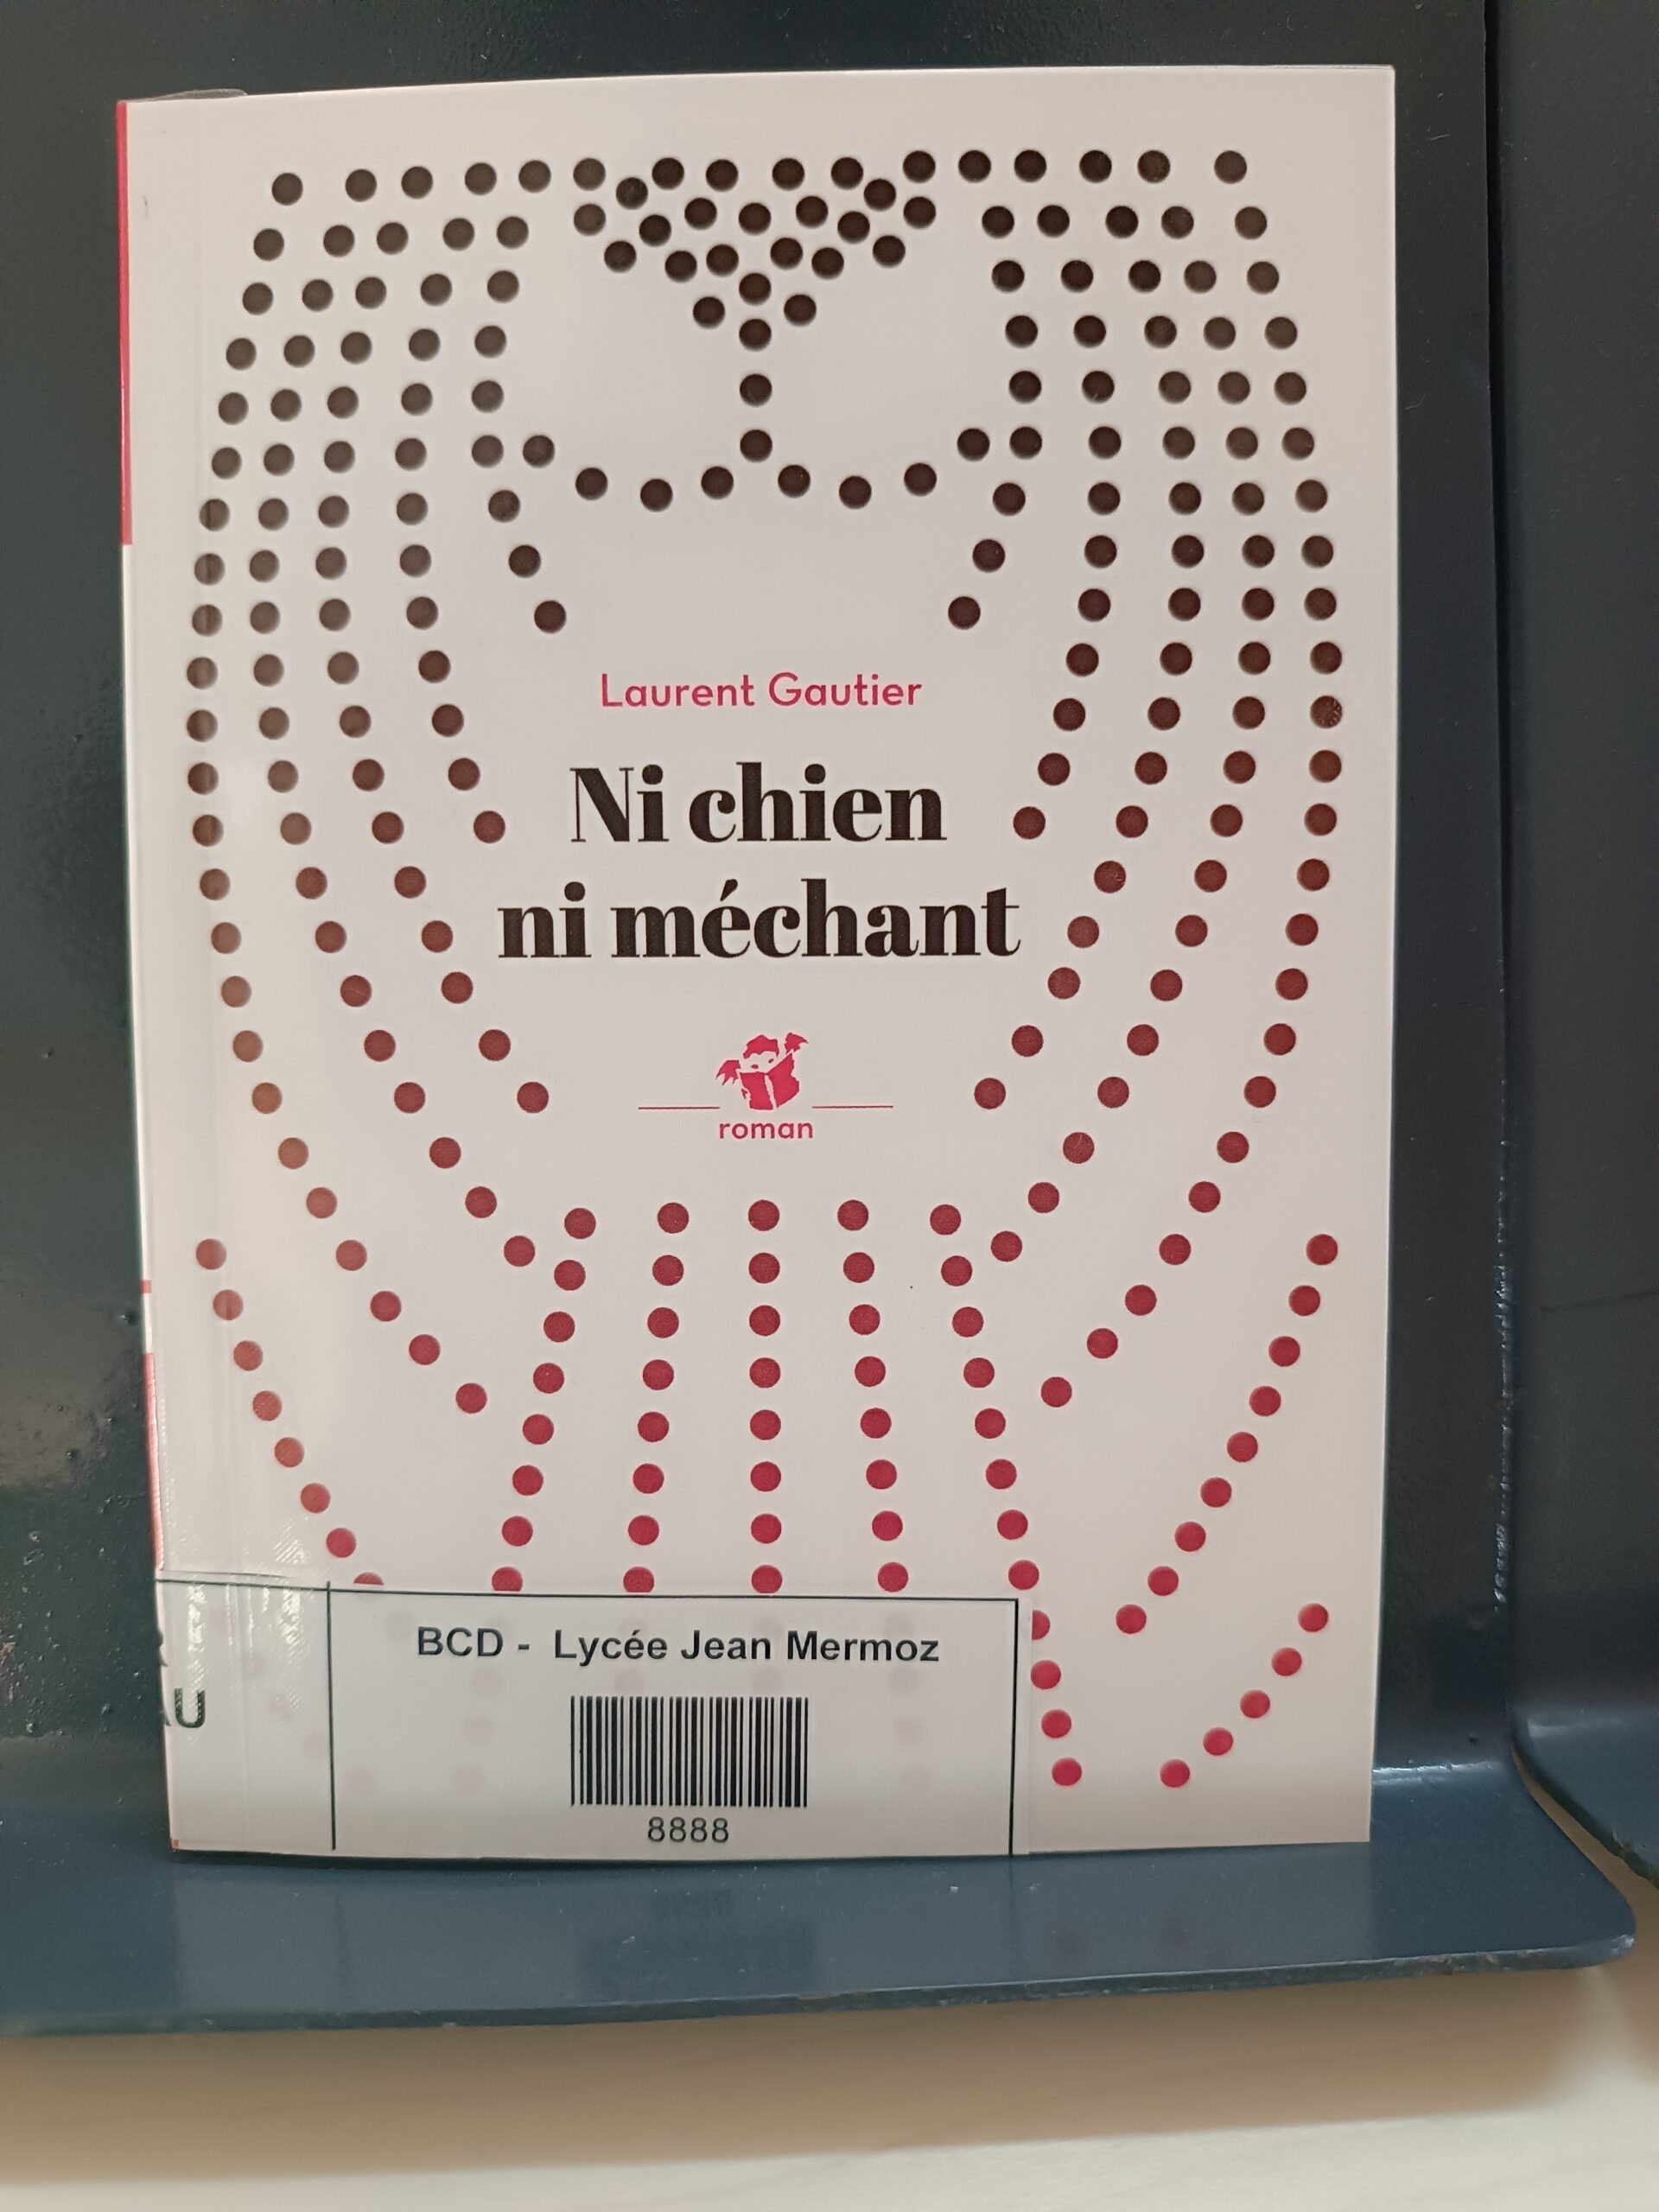 Laurent Gautier
Ni chien
ni méchant
roman
BCD - Lycée Jean Mermoz
8888